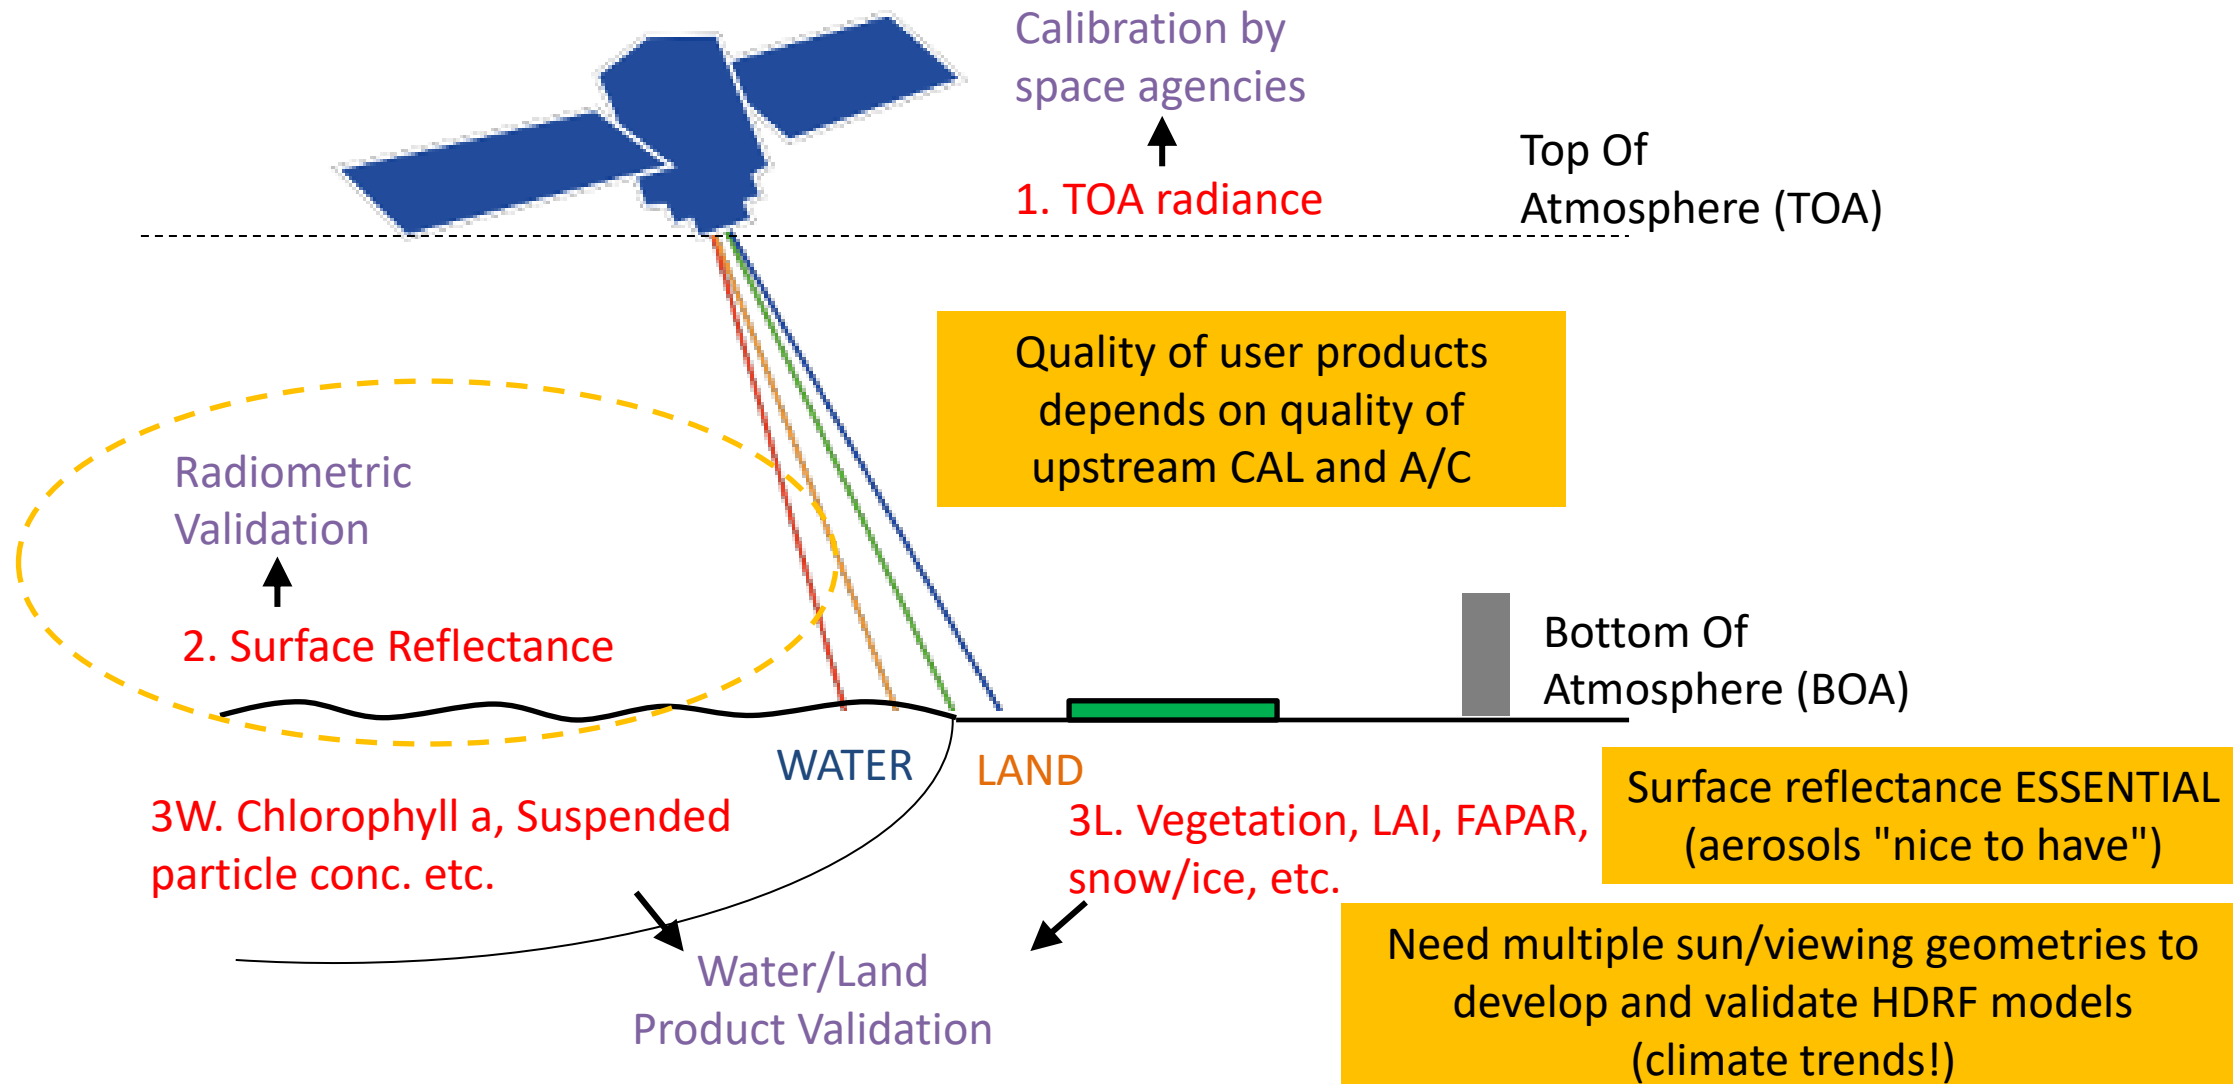 Calibration by
space agencies
1. TOA radiance
Top Of
Atmosphere (TOA)
Quality of user products
depends on quality of
upstream CAL and A/C
Radiometric
Validation
2. Surface Reflectance
Bottom Of
Atmosphere (BOA)
WATER
LAND
3W. Chlorophyll a, Suspended
particle conc. etc.
3L. Vegetation, LAI, FAPAR,
snow/ice, etc.
Surface reflectance ESSENTIAL
(aerosols "nice to have")
Water/Land
Product Validation
Need multiple sun/viewing geometries to
develop and validate HDRF models
(climate trends!)